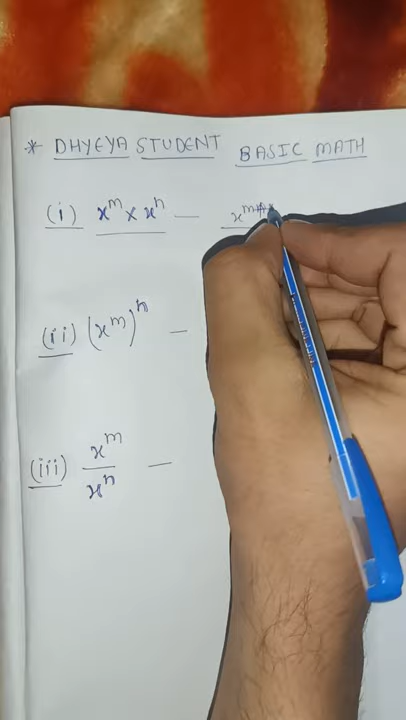 * DHYEYA STUDENT BASIC MATH
(i) x^m × x^n — x^m+n
(ii) (x^m)^n —
(iii) x^m / x^n —